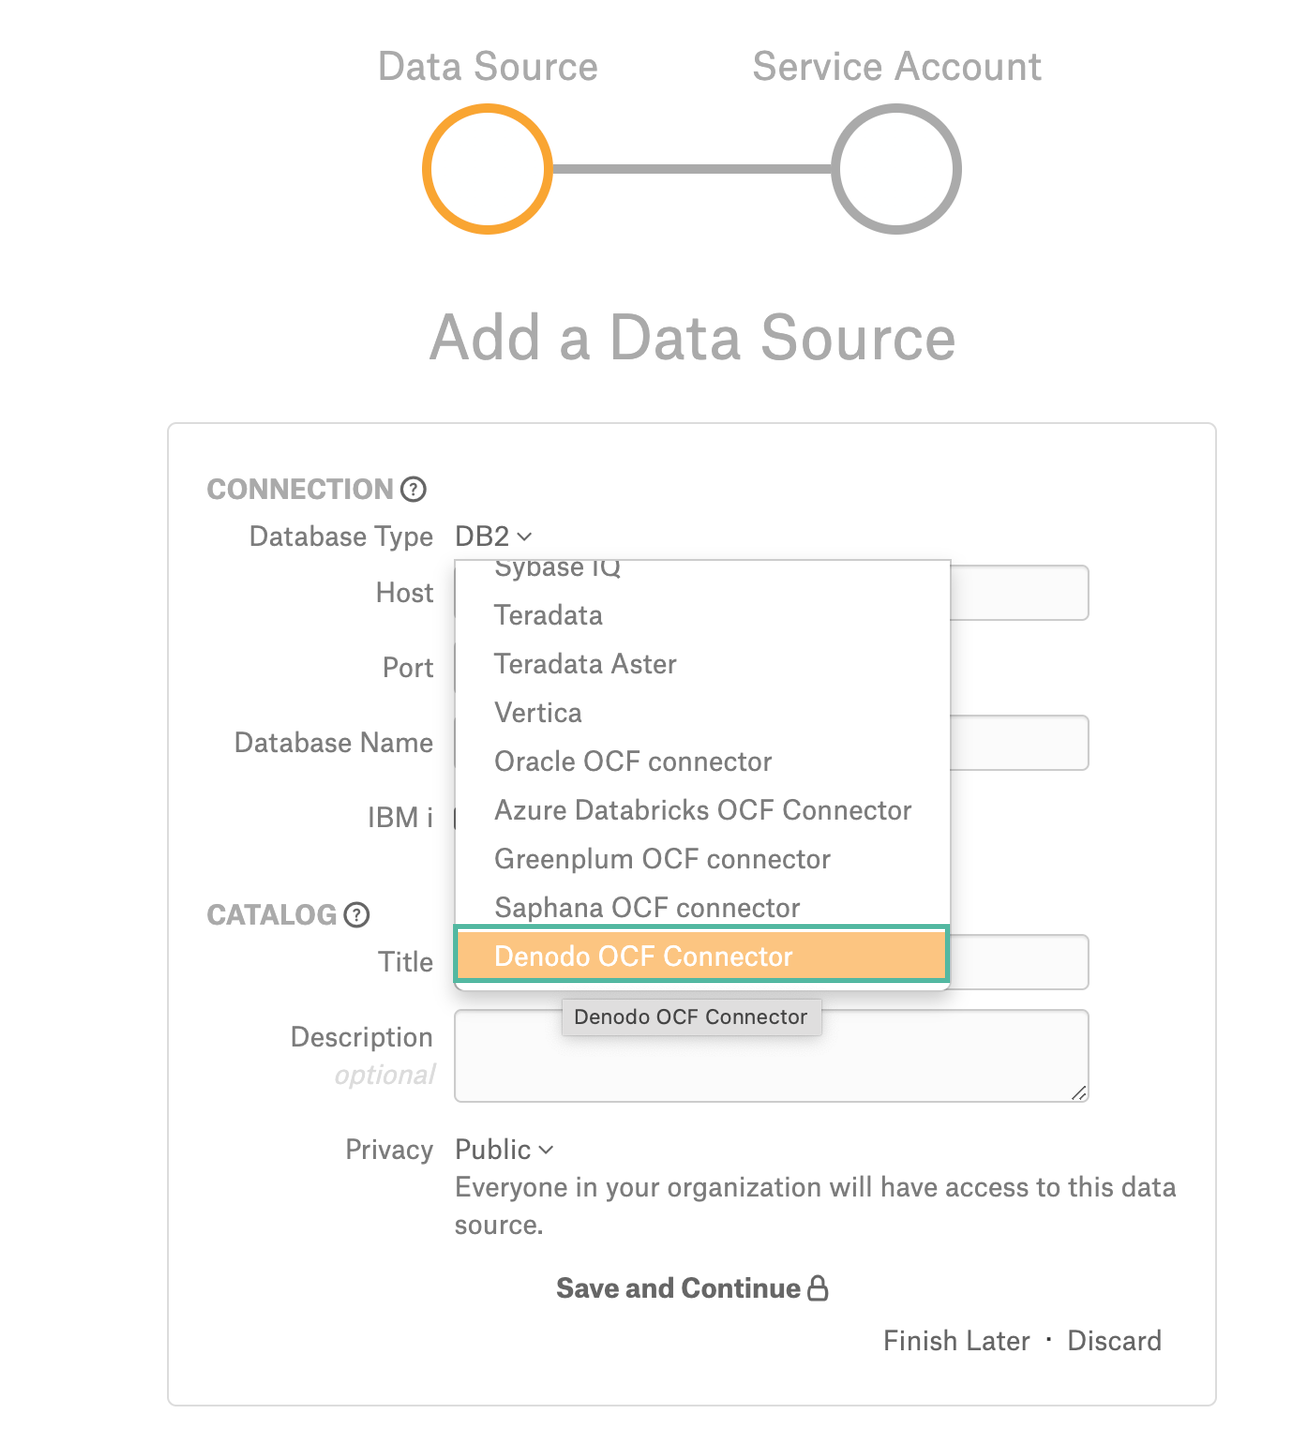 Data Source
Service Account
Add a Data Source
CONNECTION ?
Database Type DB2
Sybase IQ
Host
Teradata
Teradata Aster
Port
Vertica
Database Name
Oracle OCF connector
Azure Databricks OCF Connector
IBM i
Greenplum OCF connector
CATALOG ?
Saphana OCF connector
Denodo OCF Connector
Title
Denodo OCF Connector
Description
optional
Privacy Public
Everyone in your organization will have access to this data
source.
Save and Continue
Finish Later · Discard